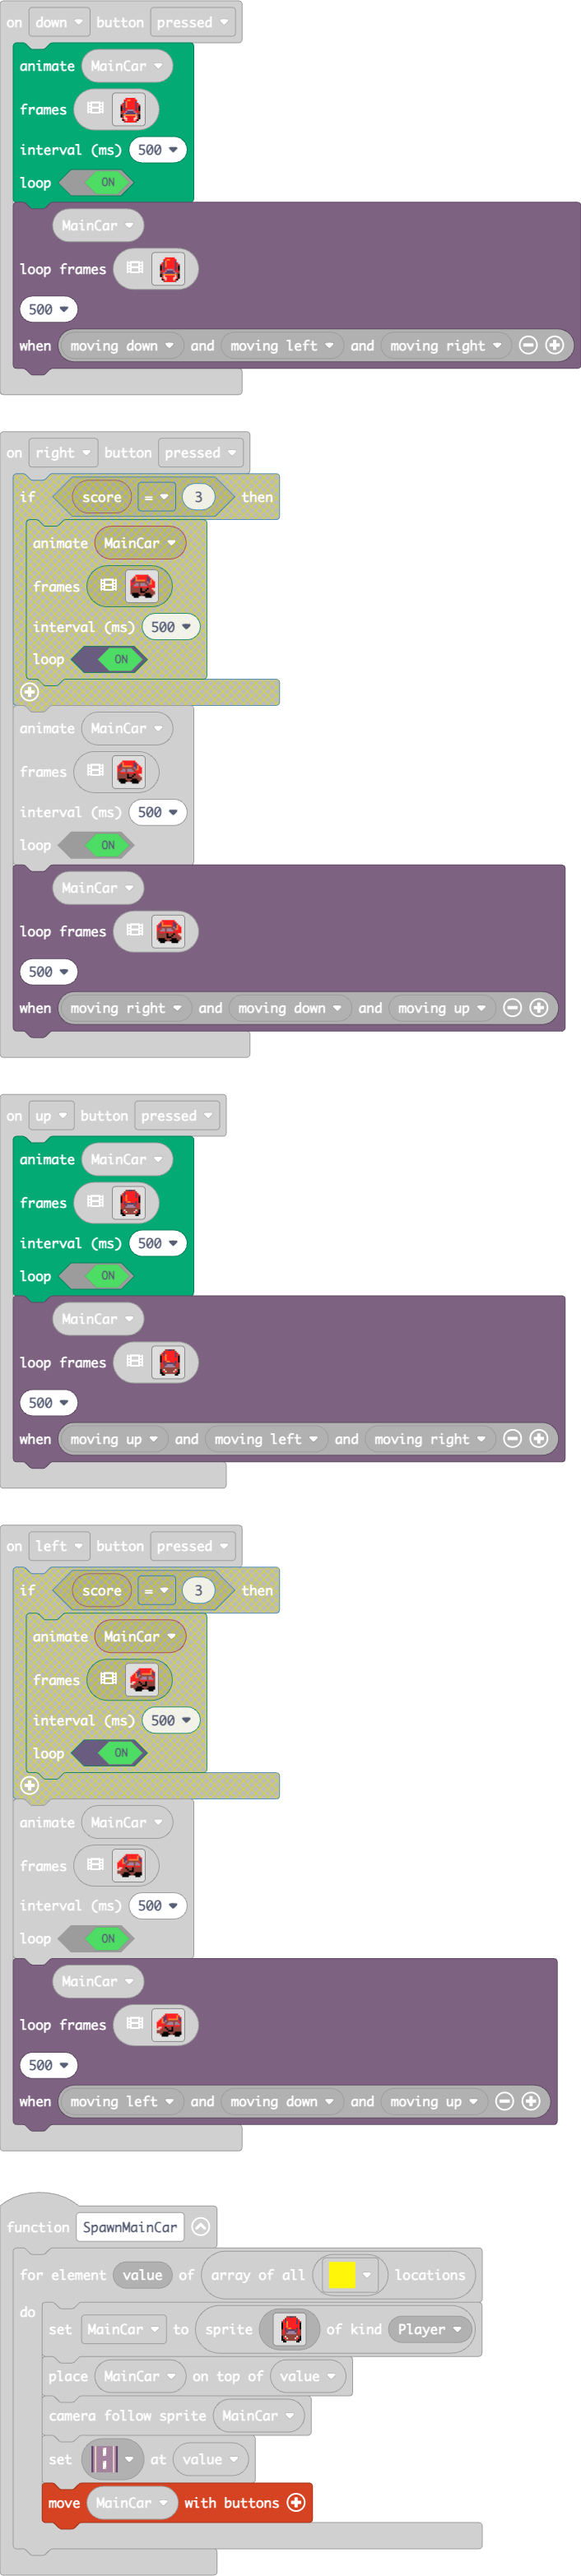 on down button pressed
animate MainCar
frames
interval (ms) 500
loop ON
MainCar
loop frames
500
when moving down and moving left and moving right
on right button pressed
if score = 3 then
animate MainCar
frames
interval (ms) 500
loop ON
animate MainCar
frames
interval (ms) 500
loop ON
MainCar
loop frames
500
when moving right and moving down and moving up
on up button pressed
animate MainCar
frames
interval (ms) 500
loop ON
MainCar
loop frames
500
when moving up and moving left and moving right
on left button pressed
if score = 3 then
animate MainCar
frames
interval (ms) 500
loop ON
animate MainCar
frames
interval (ms) 500
loop ON
MainCar
loop frames
500
when moving left and moving down and moving up
function SpawnMainCar
for element value of array of all locations
do
set MainCar to sprite of kind Player
place MainCar on top of value
camera follow sprite MainCar
set at value
move MainCar with buttons